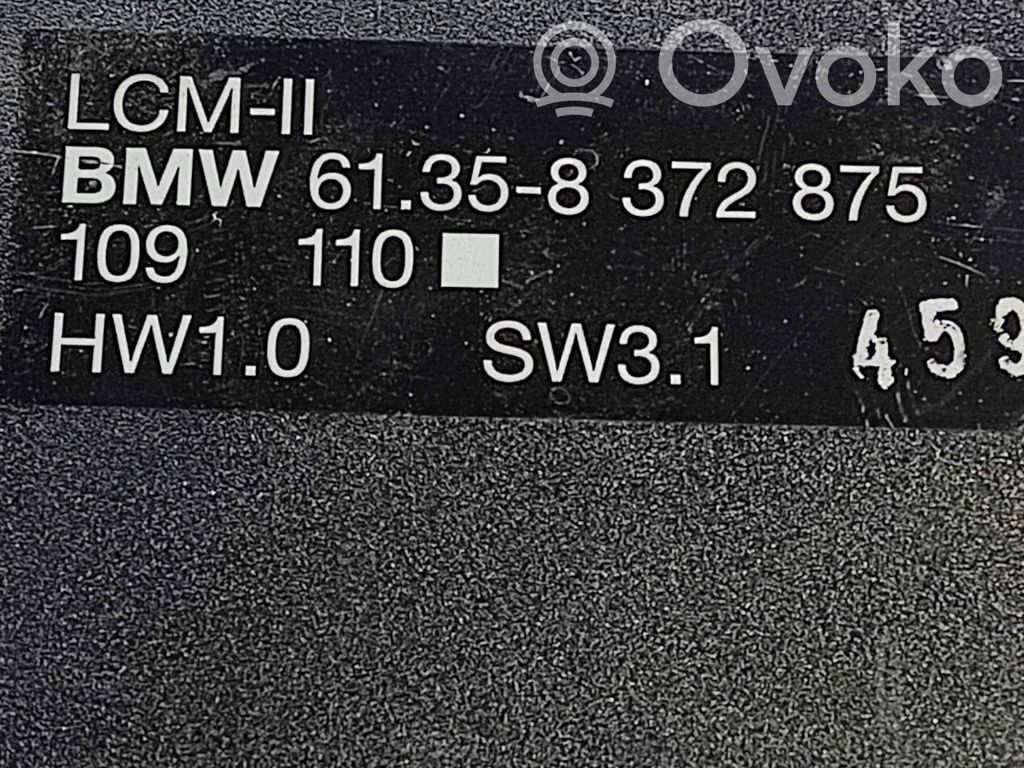 Ovoko
LCM-II
BMW 61.35-8 372 875
109 110
HW1.0 SW3.1 459